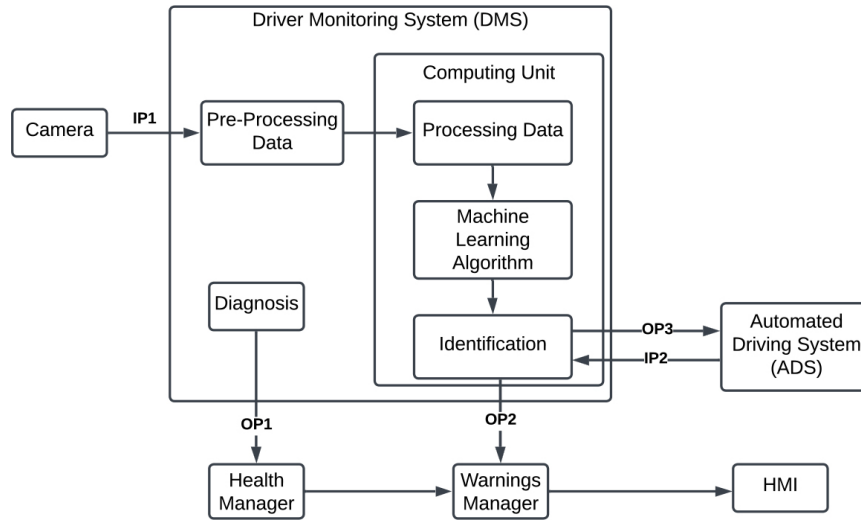 Driver Monitoring System (DMS)
Computing Unit
Camera
IP1
Pre-Processing
Data
Processing Data
Machine
Learning
Algorithm
Diagnosis
Identification
OP3
IP2
Automated
Driving System
(ADS)
OP1
OP2
Health
Manager
Warnings
Manager
HMI